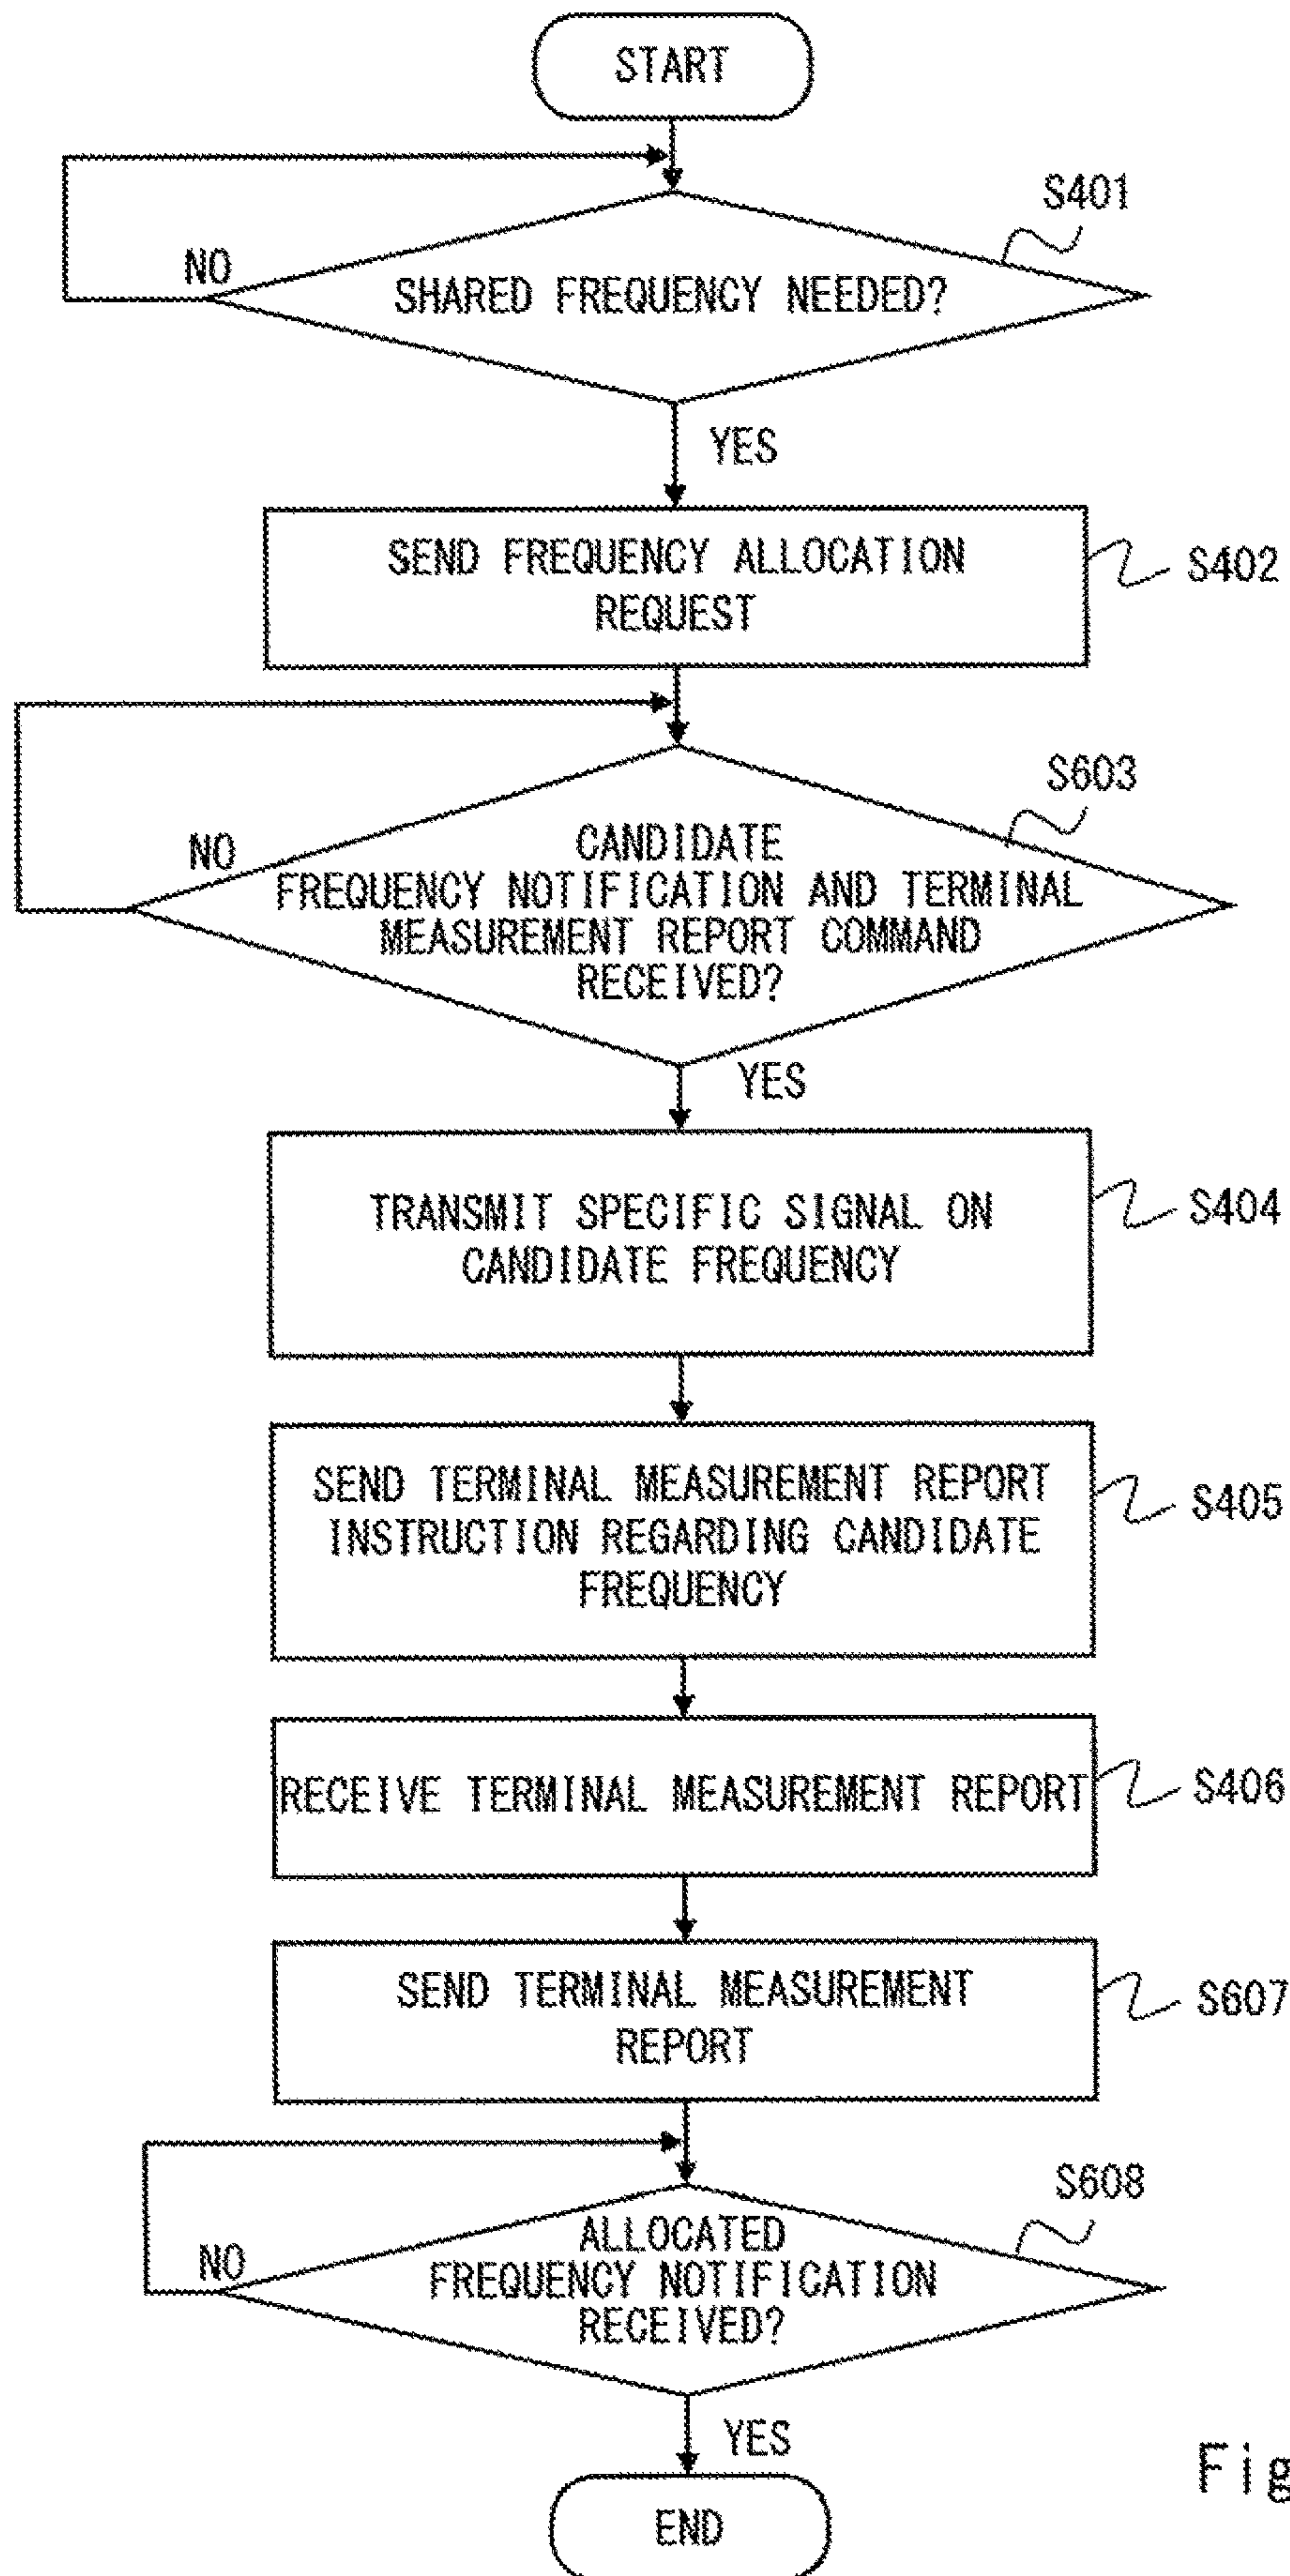 START
S401
NO
SHARED FREQUENCY NEEDED?
YES
SEND FREQUENCY ALLOCATION
REQUEST
S402
S603
NO
CANDIDATE
FREQUENCY NOTIFICATION AND TERMINAL
MEASUREMENT REPORT COMMAND
RECEIVED?
YES
TRANSMIT SPECIFIC SIGNAL ON
CANDIDATE FREQUENCY
S404
SEND TERMINAL MEASUREMENT REPORT
INSTRUCTION REGARDING CANDIDATE
FREQUENCY
S405
RECEIVE TERMINAL MEASUREMENT REPORT
S406
SEND TERMINAL MEASUREMENT
REPORT
S607
S608
NO
ALLOCATED
FREQUENCY NOTIFICATION
RECEIVED?
YES
Fig
END